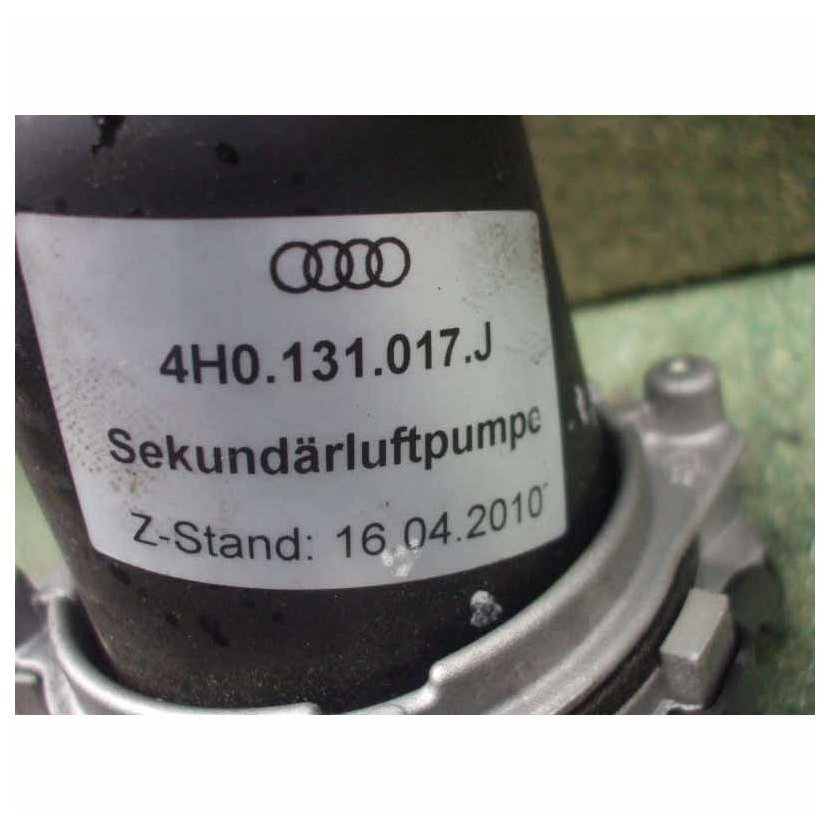 4H0.131.017.J
Sekundärluftpumpe
Z-Stand: 16.04.2010